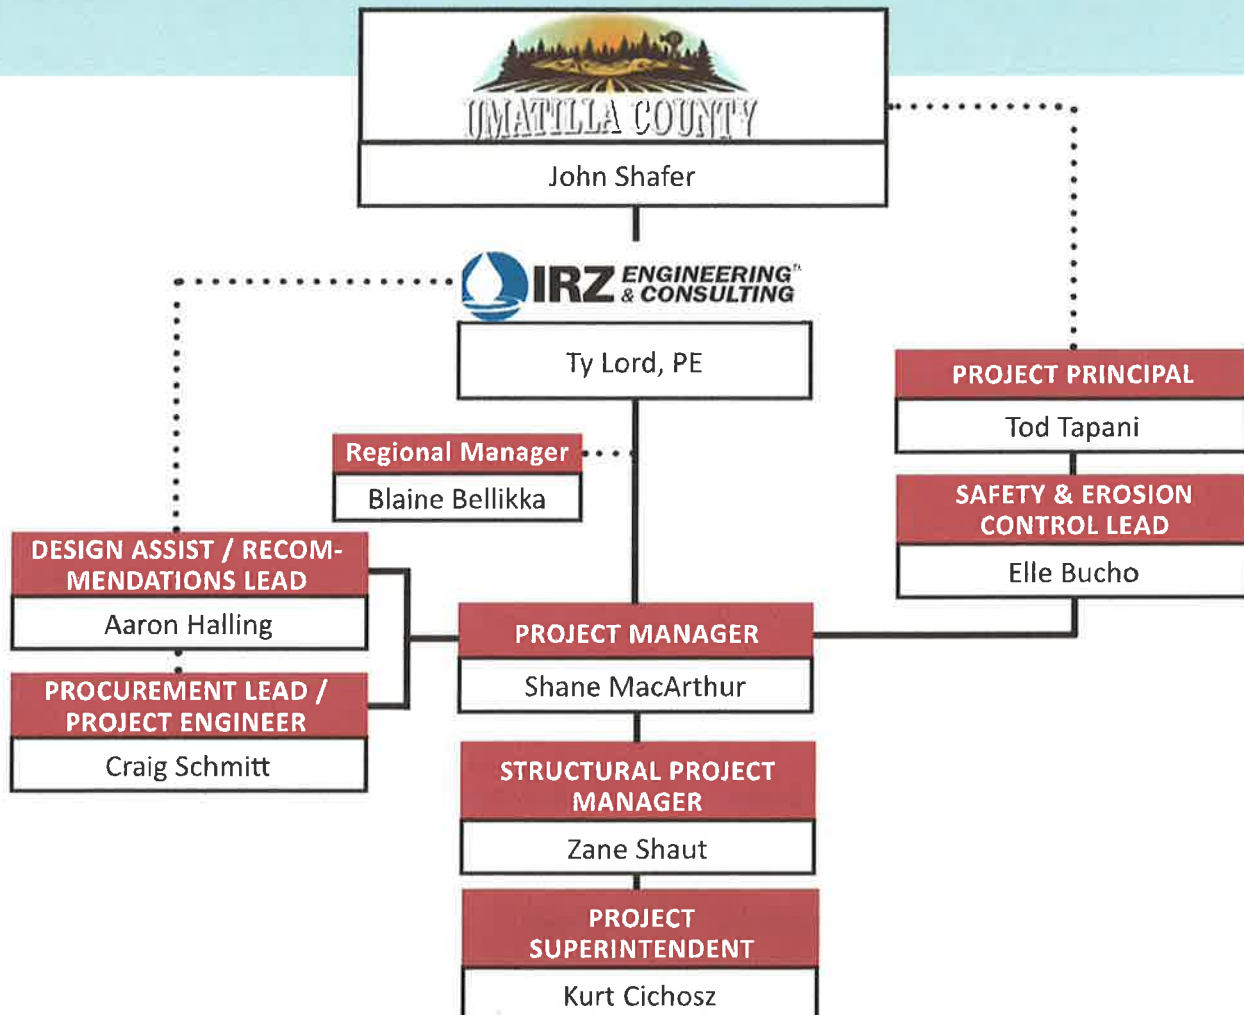 UMATILLA COUNTY
John Shafer
IRZ ENGINEERING
& CONSULTING
Ty Lord, PE
PROJECT PRINCIPAL
Tod Tapani
Regional Manager
Blaine Bellikka
SAFETY & EROSION
CONTROL LEAD
Elle Bucho
DESIGN ASSIST / RECOM-
MENDATIONS LEAD
Aaron Halling
PROJECT MANAGER
Shane MacArthur
PROCUREMENT LEAD /
PROJECT ENGINEER
Craig Schmitt
STRUCTURAL PROJECT
MANAGER
Zane Shaut
PROJECT
SUPERINTENDENT
Kurt Cichosz